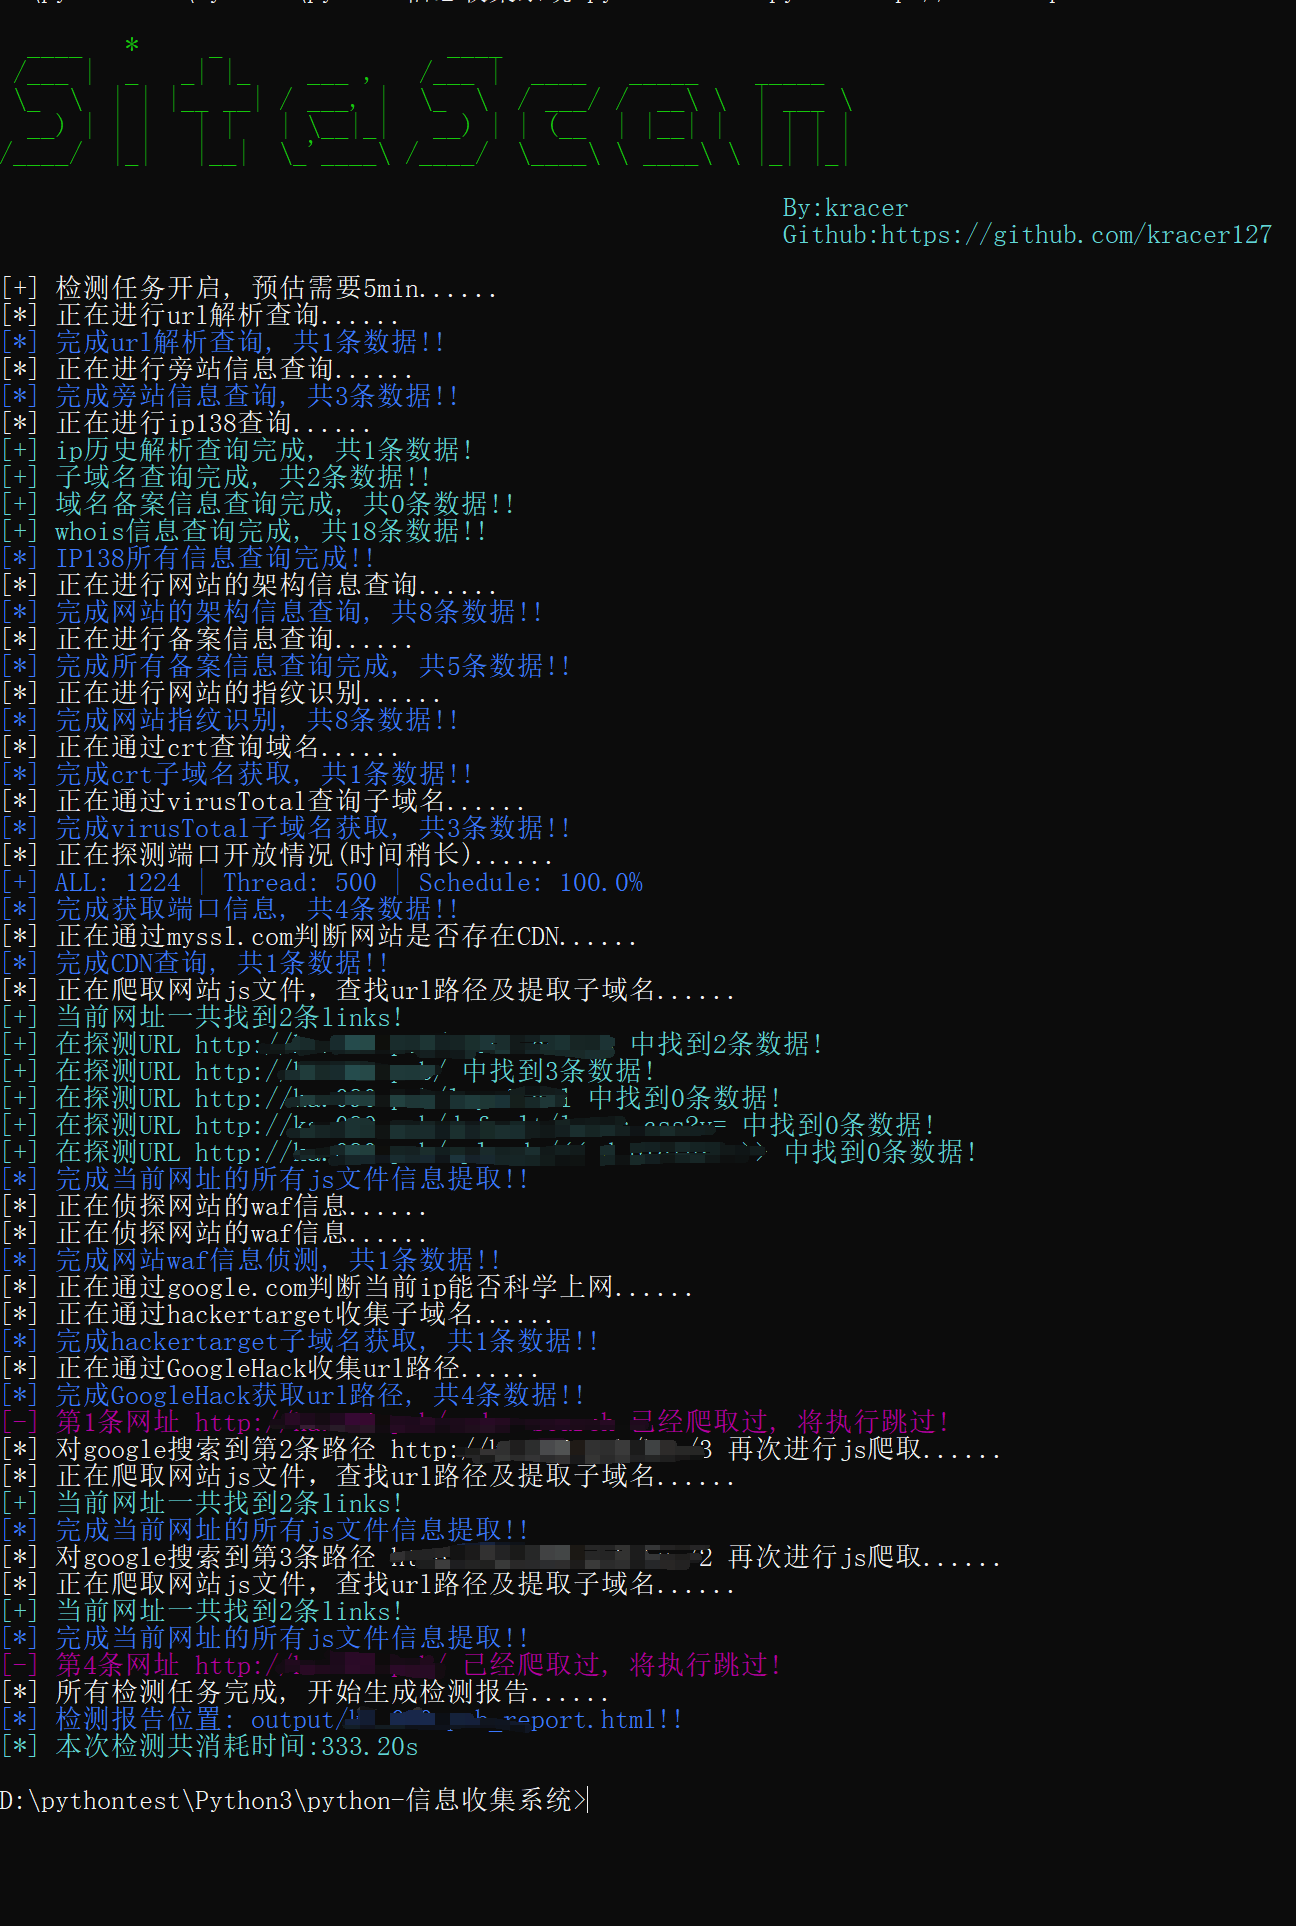 By:kracer
Github:https://github.com/kracer127
[+] 检测任务开启, 预估需要5min......
[*] 正在进行url解析查询......
[*] 完成url解析查询, 共1条数据!!
[*] 正在进行旁站信息查询......
[*] 完成旁站信息查询, 共3条数据!!
[*] 正在进行ip138查询......
[+] ip历史解析查询完成, 共1条数据!
[+] 子域名查询完成, 共2条数据!!
[+] 域名备案信息查询完成, 共0条数据!!
[+] whois信息查询完成, 共18条数据!!
[*] IP138所有信息查询完成!!
[*] 正在进行网站的架构信息查询......
[*] 完成网站的架构信息查询, 共8条数据!!
[*] 正在进行备案信息查询......
[*] 完成所有备案信息查询完成, 共5条数据!!
[*] 正在进行网站的指纹识别......
[*] 完成网站指纹识别, 共8条数据!!
[*] 正在通过crt查询域名......
[*] 完成crt子域名获取, 共1条数据!!
[*] 正在通过virusTotal查询子域名......
[*] 完成virusTotal子域名获取, 共3条数据!!
[*] 正在探测端口开放情况(时间稍长)......
[+] ALL: 1224 | Thread: 500 | Schedule: 100.0%
[*] 完成获取端口信息, 共4条数据!!
[*] 正在通过myssl.com判断网站是否存在CDN......
[*] 完成CDN查询, 共1条数据!!
[*] 正在爬取网站js文件，查找url路径及提取子域名......
[+] 当前网址一共找到2条links!
[+] 在探测URL http:// 中找到2条数据!
[+] 在探测URL http:// 中找到3条数据!
[+] 在探测URL http:// 中找到0条数据!
[+] 在探测URL http:// 中找到0条数据!
[+] 在探测URL http:// 中找到0条数据!
[*] 完成当前网址的所有js文件信息提取!!
[*] 正在侦探网站的waf信息......
[*] 正在侦探网站的waf信息......
[*] 完成网站waf信息侦测, 共1条数据!!
[*] 正在通过google.com判断当前ip能否科学上网......
[*] 正在通过hackertarget收集子域名......
[*] 完成hackertarget子域名获取, 共1条数据!!
[*] 正在通过GoogleHack收集url路径......
[*] 完成GoogleHack获取url路径, 共4条数据!!
[-] 第1条网址 http:// 已经爬取过, 将执行跳过!
[*] 对google搜索到第2条路径 http:// /3 再次进行js爬取......
[*] 正在爬取网站js文件，查找url路径及提取子域名......
[+] 当前网址一共找到2条links!
[*] 完成当前网址的所有js文件信息提取!!
[*] 对google搜索到第3条路径 /2 再次进行js爬取......
[*] 正在爬取网站js文件，查找url路径及提取子域名......
[+] 当前网址一共找到2条links!
[*] 完成当前网址的所有js文件信息提取!!
[-] 第4条网址 http:// 已经爬取过, 将执行跳过!
[*] 所有检测任务完成, 开始生成检测报告......
[*] 检测报告位置: output/ _report.html!!
[*] 本次检测共消耗时间:333.20s
D:\pythontest\Python3\python-信息收集系统>